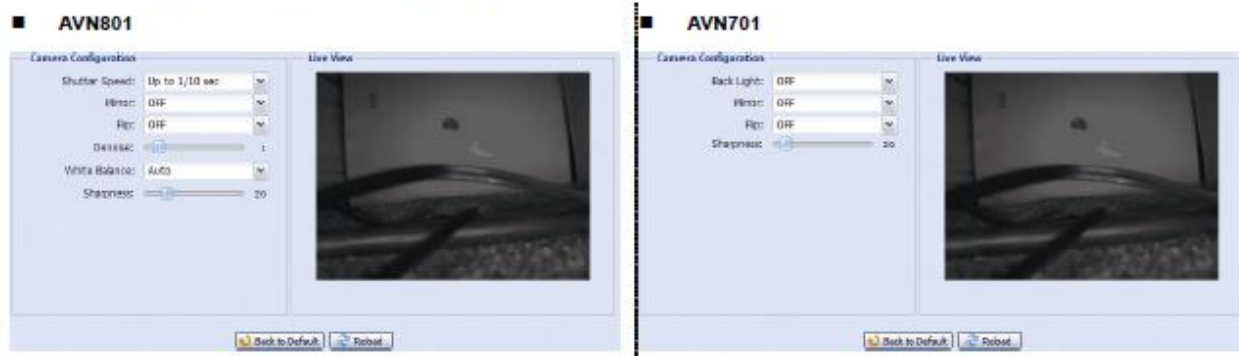 ■ AVN801
Camera Configuration
Shutter Speed: Up to 1/10 sec
Mirror: OFF
Flip: OFF
Denoise: 1
White Balance: Auto
Sharpness: 20
Live View
Back to Default
Reload
■ AVN701
Camera Configuration
Back Light: OFF
Mirror: OFF
Flip: OFF
Sharpness: 20
Live View
Back to Default
Reload